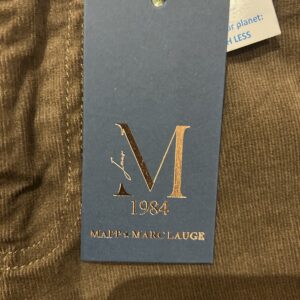 r planet:
H LESS
M
1984
MAPP & MARC LAUGE